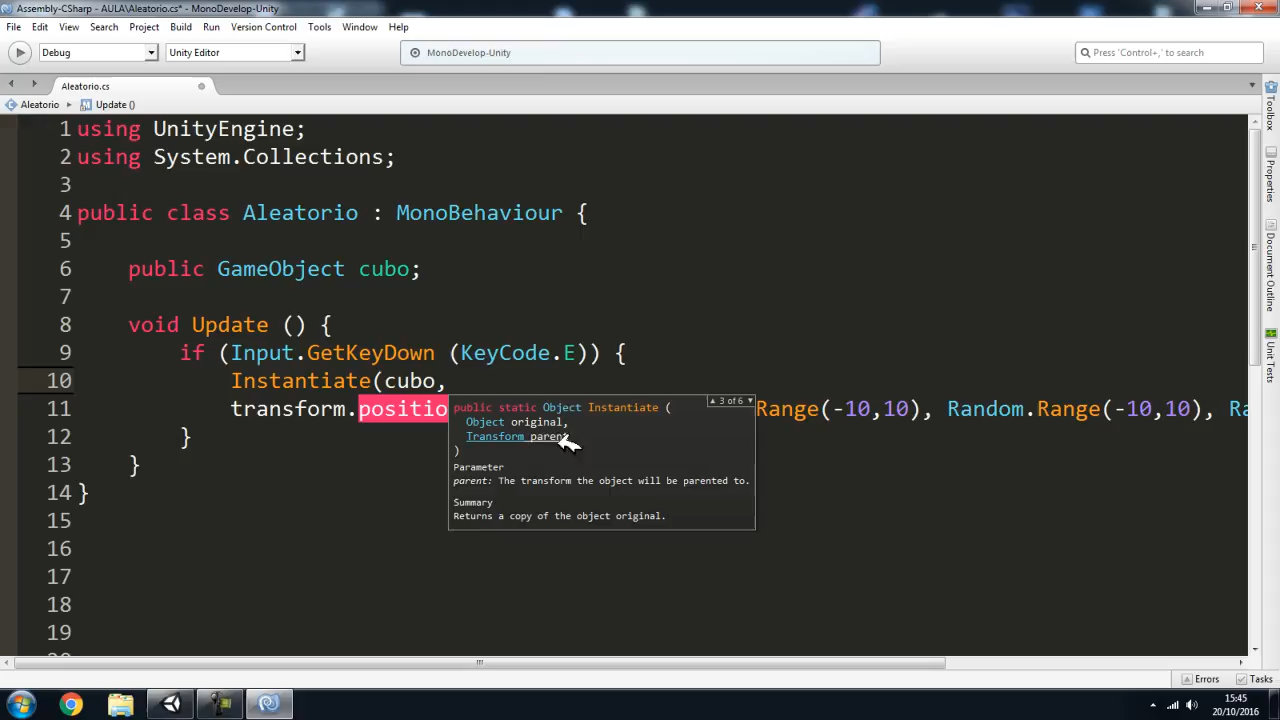 Assembly-CSharp - AULA\Aleatorio.cs* - MonoDevelop-Unity
File Edit View Search Project Build Run Version Control Tools Window Help
Debug Unity Editor MonoDevelop-Unity Press 'Control+,' to search
Aleatorio.cs
Aleatorio Update ()
1 using UnityEngine;
2 using System.Collections;
3
4 public class Aleatorio : MonoBehaviour {
5
6 public GameObject cubo;
7
8 void Update () {
9 if (Input.GetKeyDown (KeyCode.E)) {
10 Instantiate(cubo,
11 transform.positio Range(-10,10), Random.Range(-10,10), Ra
12 }
13 }
14 }
15
16
17
18
19
public static Object Instantiate ( 3 of 6
Object original,
Transform parent
)
Parameter
parent: The transform the object will be parented to.
Summary
Returns a copy of the object original.
Toolbox
Properties
Document Outline
Unit Tests
Errors Tasks
15:45
20/10/2016